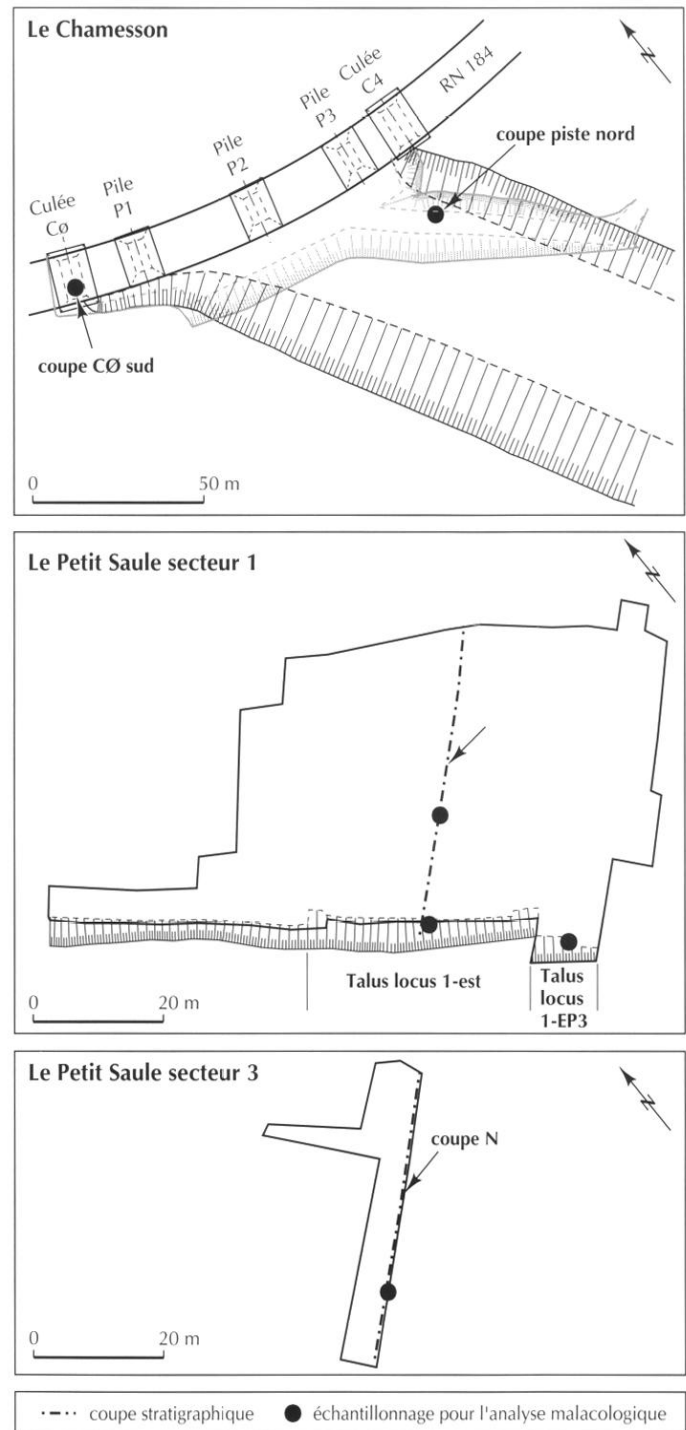 Le Chamesson
N
Culée
C4
RN 184
Pile
P3
coupe piste nord
Pile
P2
Pile
P1
Culée
Cø
coupe CØ sud
0 50 m
Le Petit Saule secteur 1
N
Talus locus 1-est
Talus
locus
1-EP3
0 20 m
Le Petit Saule secteur 3
N
coupe N
0 20 m
coupe stratigraphique échantillonnage pour l'analyse malacologique